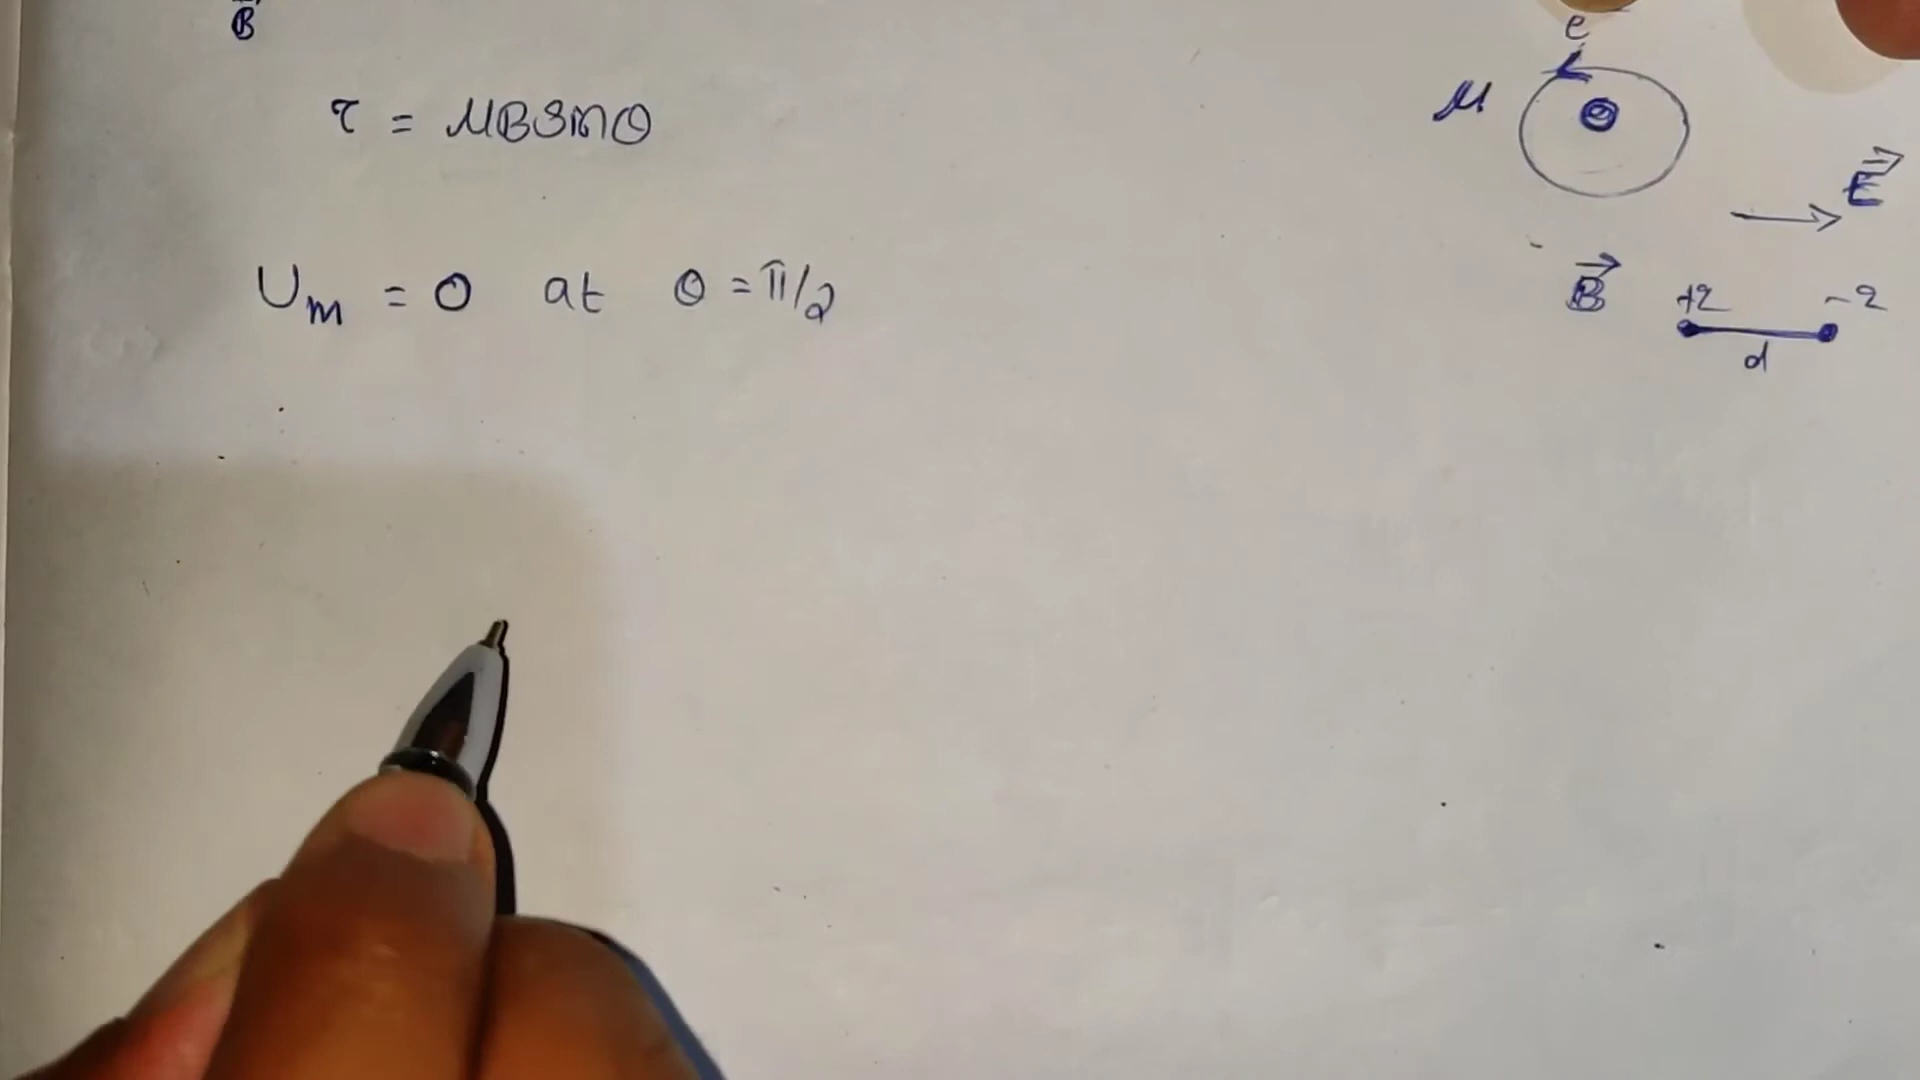 B
τ = μBSinθ
U_m = 0 at θ = π/2
e
μ
E
B
+q -q
d